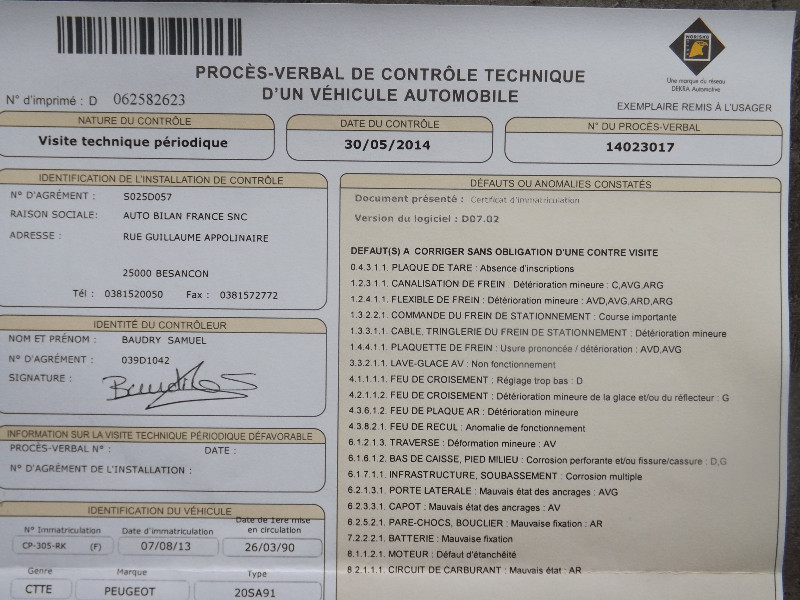 NORISKO
Une marque du réseau
DEKRA Automotive
PROCÈS-VERBAL DE CONTRÔLE TECHNIQUE
D'UN VÉHICULE AUTOMOBILE
N° d'imprimé : D 062582623
EXEMPLAIRE REMIS À L'USAGER
NATURE DU CONTRÔLE
Visite technique périodique
DATE DU CONTRÔLE
30/05/2014
N° DU PROCÈS-VERBAL
14023017
IDENTIFICATION DE L'INSTALLATION DE CONTRÔLE
N° D'AGRÉMENT : S025D057
RAISON SOCIALE: AUTO BILAN FRANCE SNC
ADRESSE : RUE GUILLAUME APPOLINAIRE
25000 BESANCON
Tél : 0381520050 Fax : 0381572772
IDENTITÉ DU CONTRÔLEUR
NOM ET PRÉNOM : BAUDRY SAMUEL
N° D'AGRÉMENT : 039D1042
SIGNATURE :
INFORMATION SUR LA VISITE TECHNIQUE PÉRIODIQUE DÉFAVORABLE
PROCÈS-VERBAL N° : DATE :
N° D'AGRÉMENT DE L'INSTALLATION :
IDENTIFICATION DU VÉHICULE
N° Immatriculation
CP-305-RK (F)
Date d'immatriculation
07/08/13
Date de 1ère mise
en circulation
26/03/90
Genre
CTTE
Marque
PEUGEOT
Type
20SA91
DÉFAUTS OU ANOMALIES CONSTATÉS
Document présenté : Certificat d'immatriculation
Version du logiciel : D07.02
DEFAUT(S) A CORRIGER SANS OBLIGATION D'UNE CONTRE VISITE
0.4.3.1.1. PLAQUE DE TARE : Absence d'inscriptions
1.2.3.1.1. CANALISATION DE FREIN : Détérioration mineure : C,AVG,ARG
1.2.4.1.1. FLEXIBLE DE FREIN : Détérioration mineure : AVD,AVG,ARD,ARG
1.3.2.2.1. COMMANDE DU FREIN DE STATIONNEMENT : Course importante
1.3.3.1.1. CABLE, TRINGLERIE DU FREIN DE STATIONNEMENT : Détérioration mineure
1.4.4.1.1. PLAQUETTE DE FREIN : Usure prononcée / détérioration : AVD,AVG
3.3.2.1.1. LAVE-GLACE AV : Non fonctionnement
4.1.1.1.1. FEU DE CROISEMENT : Réglage trop bas : D
4.2.1.1.2. FEU DE CROISEMENT : Détérioration mineure de la glace et/ou du réflecteur : G
4.3.6.1.2. FEU DE PLAQUE AR : Détérioration mineure
4.3.8.2.1. FEU DE RECUL : Anomalie de fonctionnement
6.1.2.1.3. TRAVERSE : Déformation mineure : AV
6.1.6.1.2. BAS DE CAISSE, PIED MILIEU : Corrosion perforante et/ou fissure/cassure : D,G
6.1.7.1.1. INFRASTRUCTURE, SOUBASSEMENT : Corrosion multiple
6.2.1.3.1. PORTE LATERALE : Mauvais état des ancrages : AVG
6.2.3.3.1. CAPOT : Mauvais état des ancrages : AV
6.2.5.2.1. PARE-CHOCS, BOUCLIER : Mauvaise fixation : AR
7.2.2.2.1. BATTERIE : Mauvaise fixation
8.1.1.2.1. MOTEUR : Défaut d'étanchéité
8.2.1.1.1. CIRCUIT DE CARBURANT : Mauvais état : AR